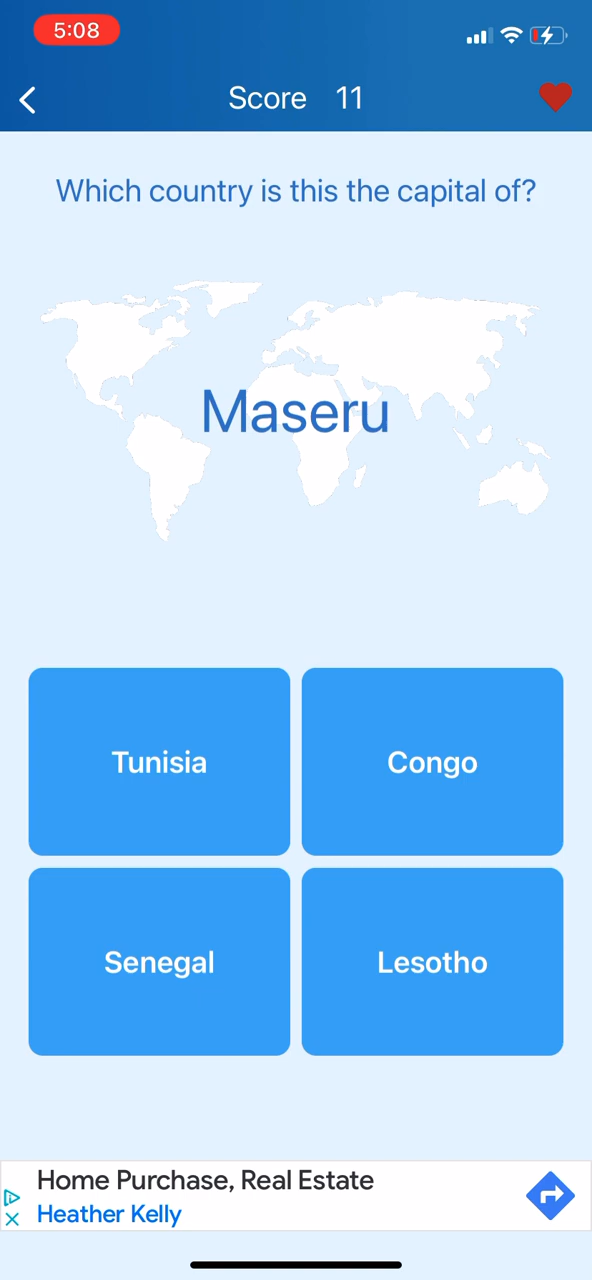 5:08
Score 11
Which country is this the capital of?
Maseru
Tunisia
Congo
Senegal
Lesotho
Home Purchase, Real Estate
Heather Kelly